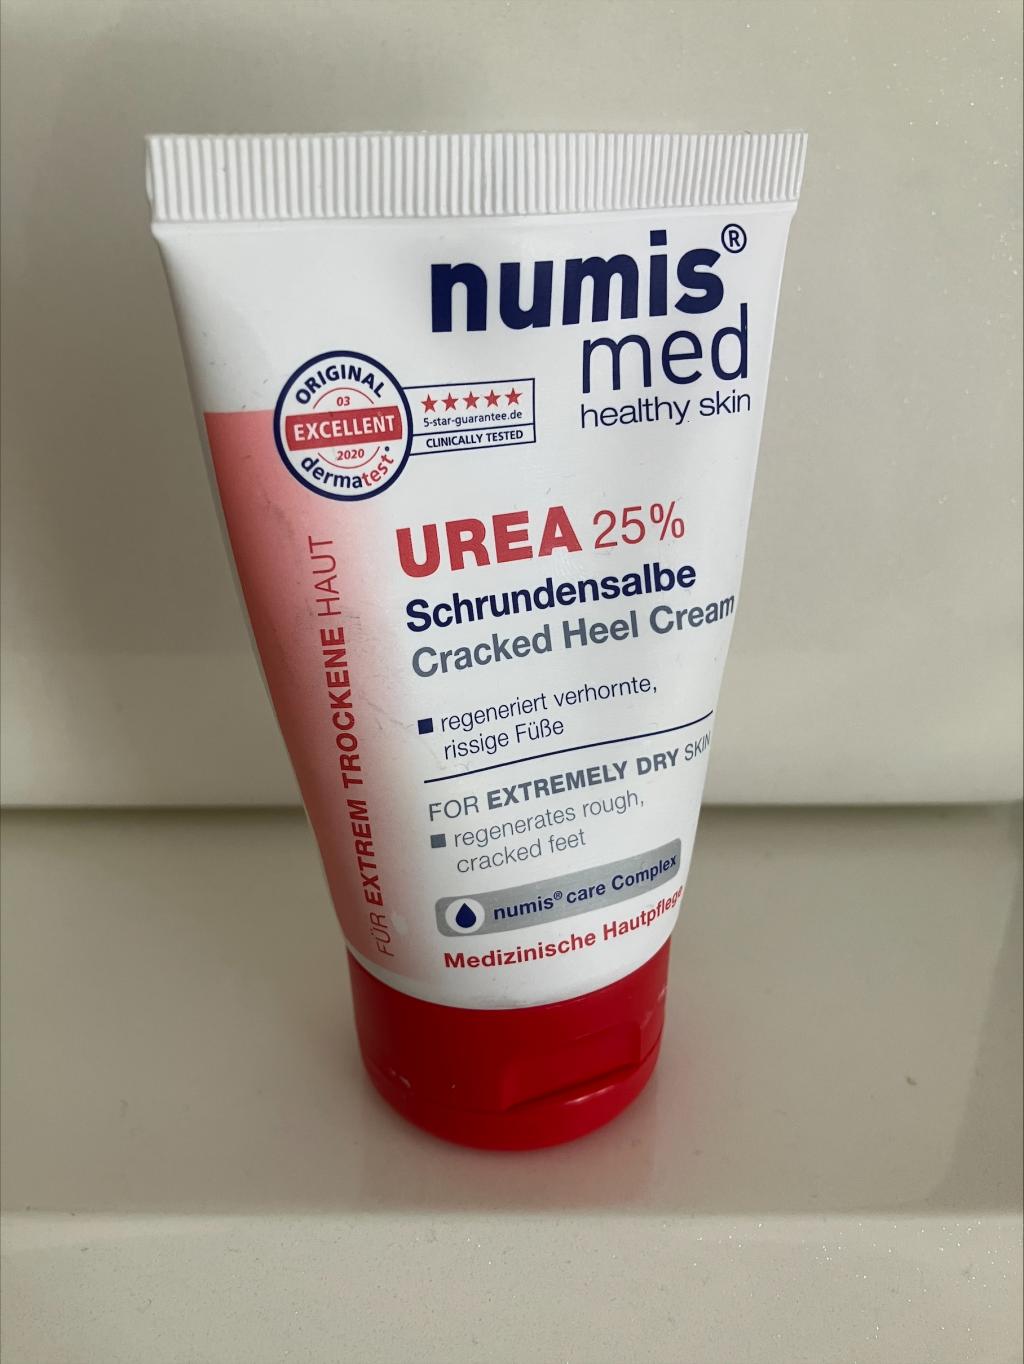 numis®
med
healthy skin
ORIGINAL
03
EXCELLENT
2020
dermatest®
★★★★★
5-star-guarantee.de
CLINICALLY TESTED
UREA 25%
Schrundensalbe
Cracked Heel Cream
■ regeneriert verhornte,
rissige Füße
FOR EXTREMELY DRY SKIN
■ regenerates rough,
cracked feet
numis® care Complex
Medizinische Hautpflege
FÜR EXTREM TROCKENE HAUT